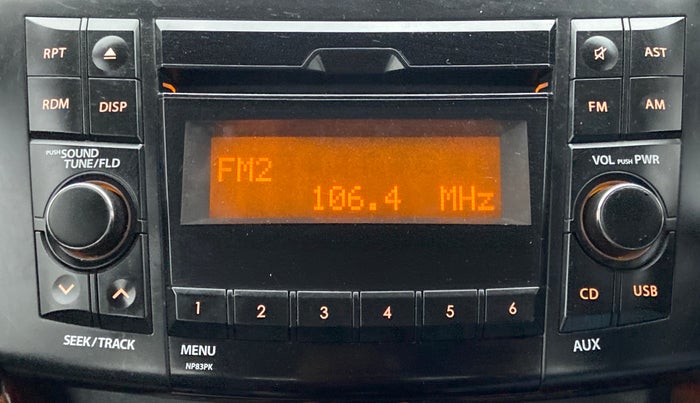 RPT
RDM
DISP
PUSH SOUND
TUNE/FLD
SEEK/TRACK
FM2
106.4 MHz
1 2 3 4 5 6
MENU
NP83PK
AST
FM
AM
VOL PUSH PWR
CD
USB
AUX